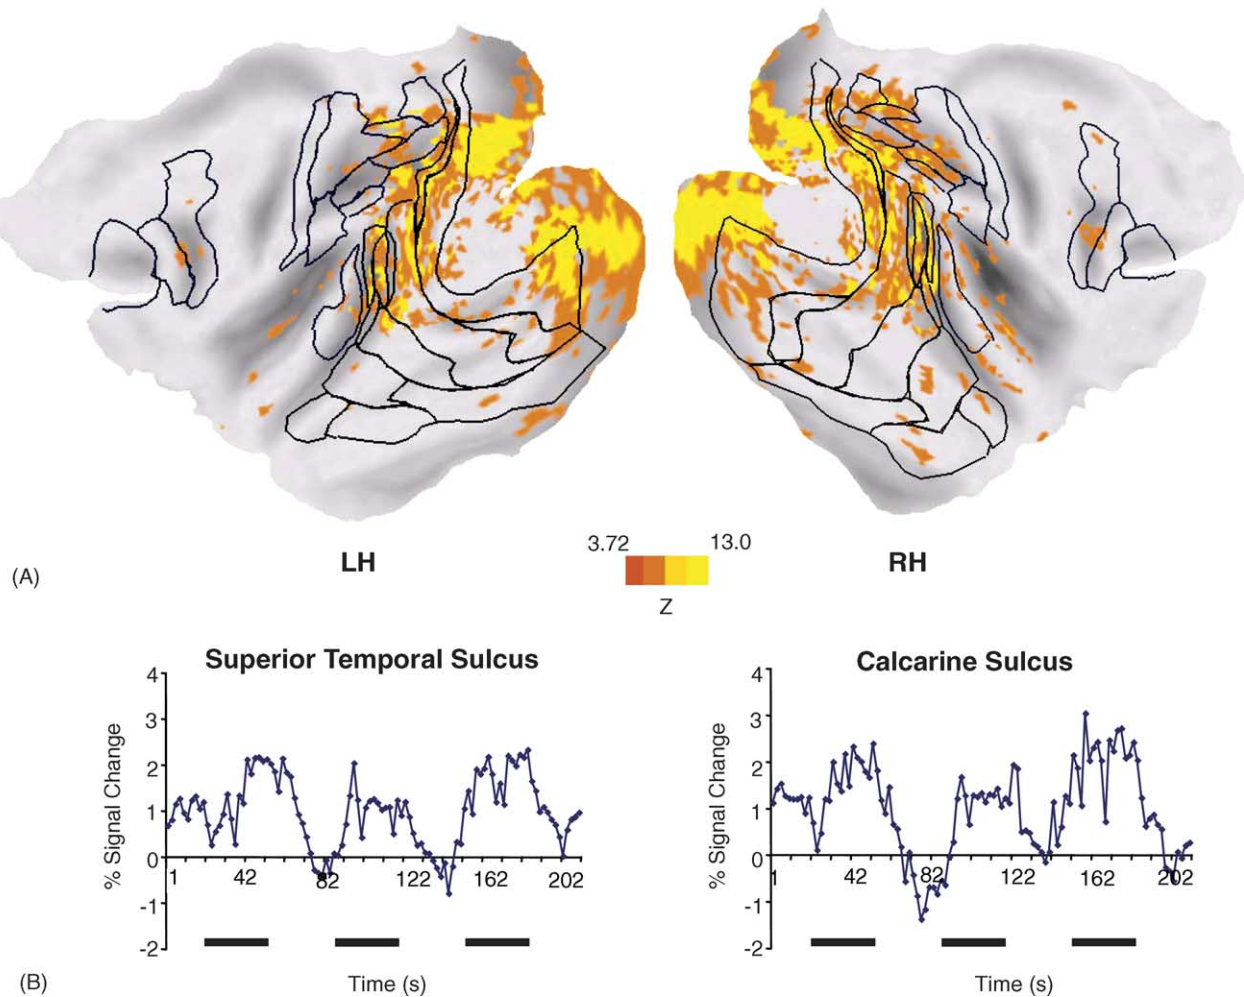 3.72 13.0
LH RH
(A)
Z
Superior Temporal Sulcus
Calcarine Sulcus
% Signal Change
4
3
2
1
0
-1
-2
1 42 82 122 162 202
Time (s)
% Signal Change
4
3
2
1
0
-1
-2
1 42 82 122 162 202
Time (s)
(B)